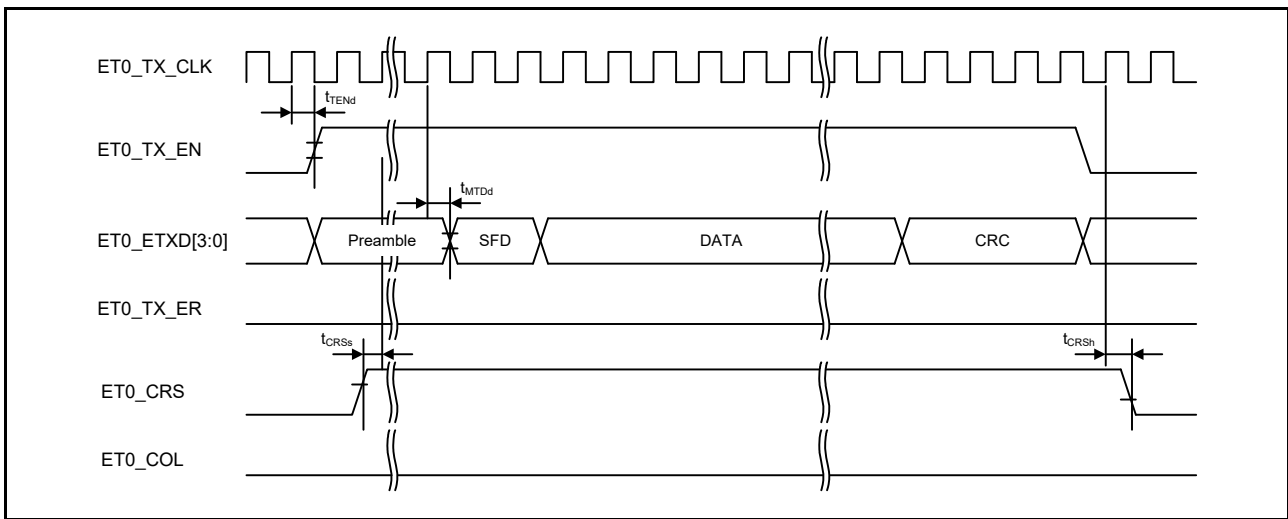 ET0_TX_CLK
tTENd
ET0_TX_EN
tMTDd
ET0_ETXD[3:0]
Preamble SFD DATA CRC
ET0_TX_ER
tCRSs tCRSh
ET0_CRS
ET0_COL